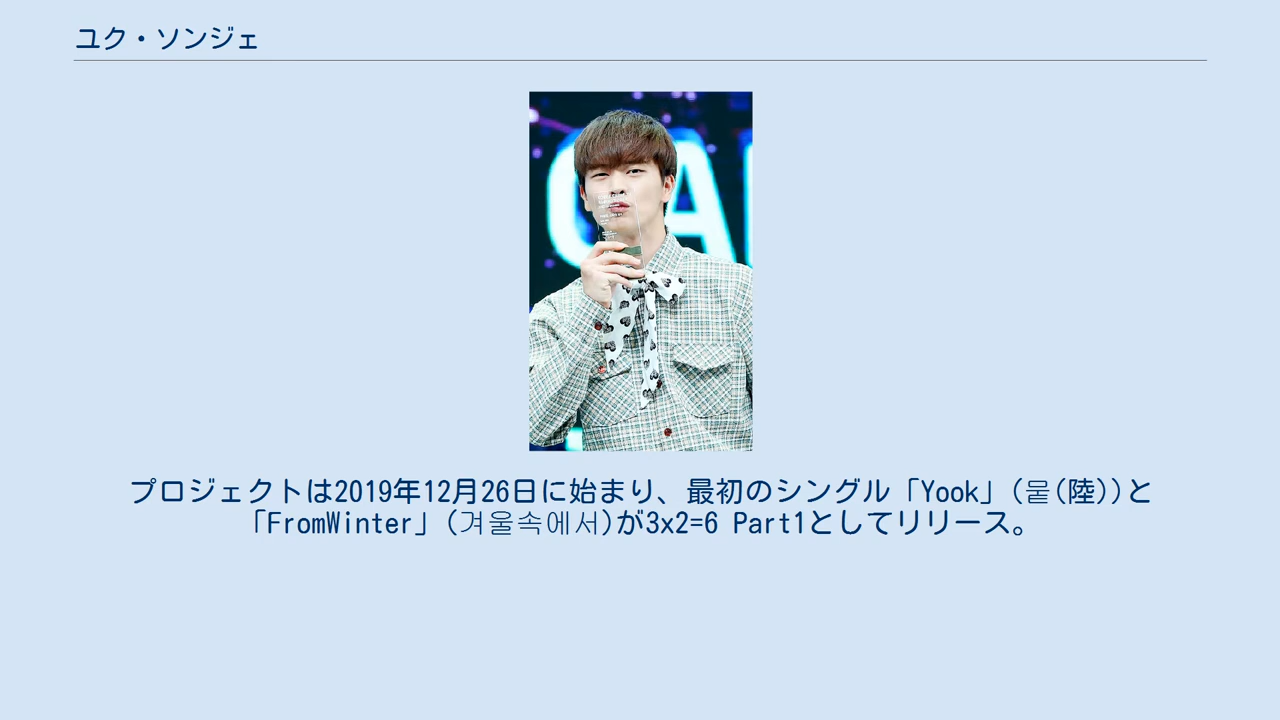 ユク・ソンジェ
プロジェクトは2019年12月26日に始まり、最初のシングル「Yook」(뭍(陸))と
「FromWinter」(겨울속에서)が3x2=6 Part1としてリリース。